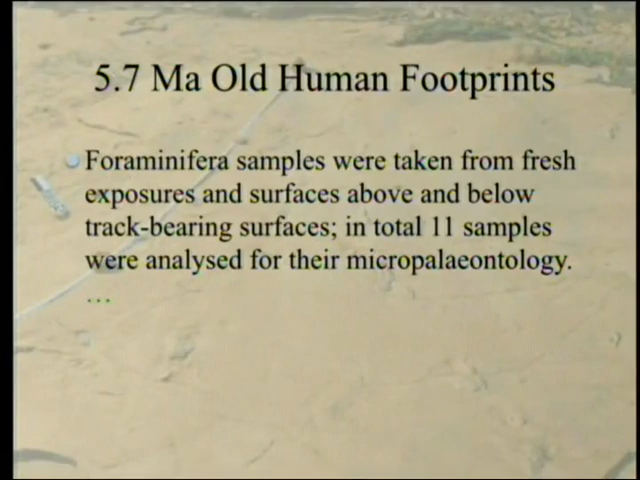 5.7 Ma Old Human Footprints
Foraminifera samples were taken from fresh
exposures and surfaces above and below
track-bearing surfaces; in total 11 samples
were analysed for their micropalaeontology.
…